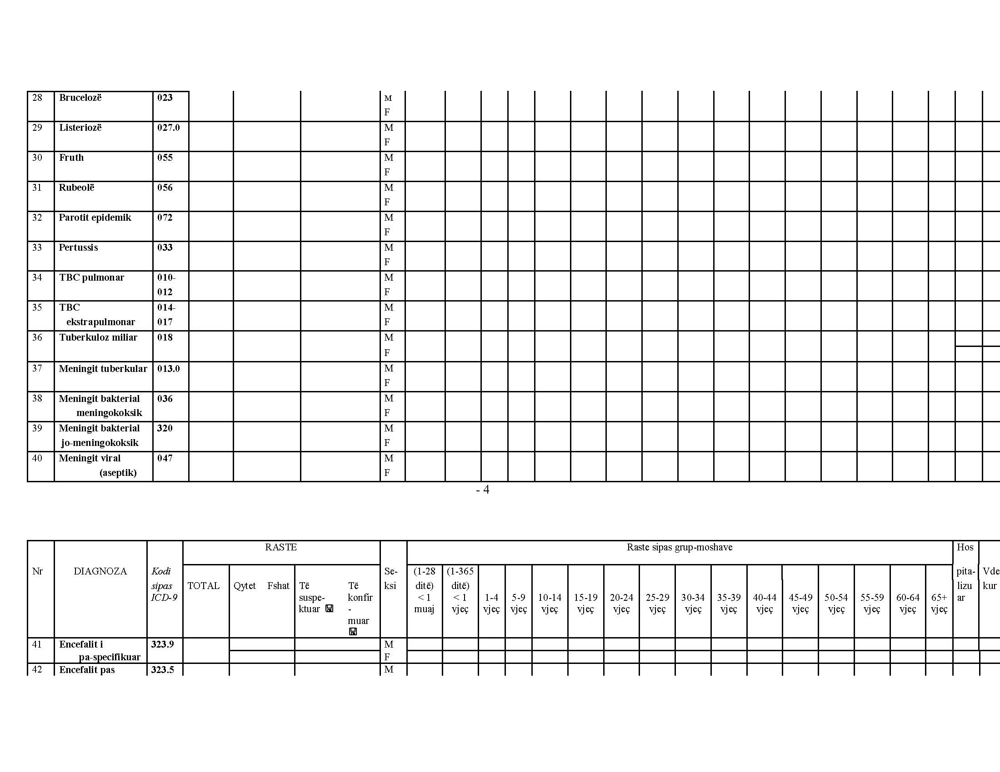 28 Brucelozë 023 M
F
29 Listeriozë 027.0 M
F
30 Fruth 055 M
F
31 Rubeolë 056 M
F
32 Parotit epidemik 072 M
F
33 Pertussis 033 M
F
34 TBC pulmonar 010- M
012 F
35 TBC 014- M
ekstrapulmonar 017 F
36 Tuberkuloz miliar 018 M
F
37 Meningit tuberkular 013.0 M
F
38 Meningit bakterial 036 M
meningokoksik F
39 Meningit bakterial 320 M
jo-meningokoksik F
40 Meningit viral 047 M
(aseptik) F
- 4
RASTE Raste sipas grup-moshave Hos
Nr DIAGNOZA Kodi Se- (1-28 (1-365 pita- Vde
sipas TOTAL Qytet Fshat Të Të ksi ditë) ditë) lizu kur
ICD-9 suspe- konfir < 1 < 1 1-4 5-9 10-14 15-19 20-24 25-29 30-34 35-39 40-44 45-49 50-54 55-59 60-64 65+ ar
ktuar - muaj vjeç vjeç vjeç vjeç vjeç vjeç vjeç vjeç vjeç vjeç vjeç vjeç vjeç vjeç vjeç
muar
41 Encefalit i 323.9 M
pa-specifikuar F
42 Encefalit pas 323.5 M